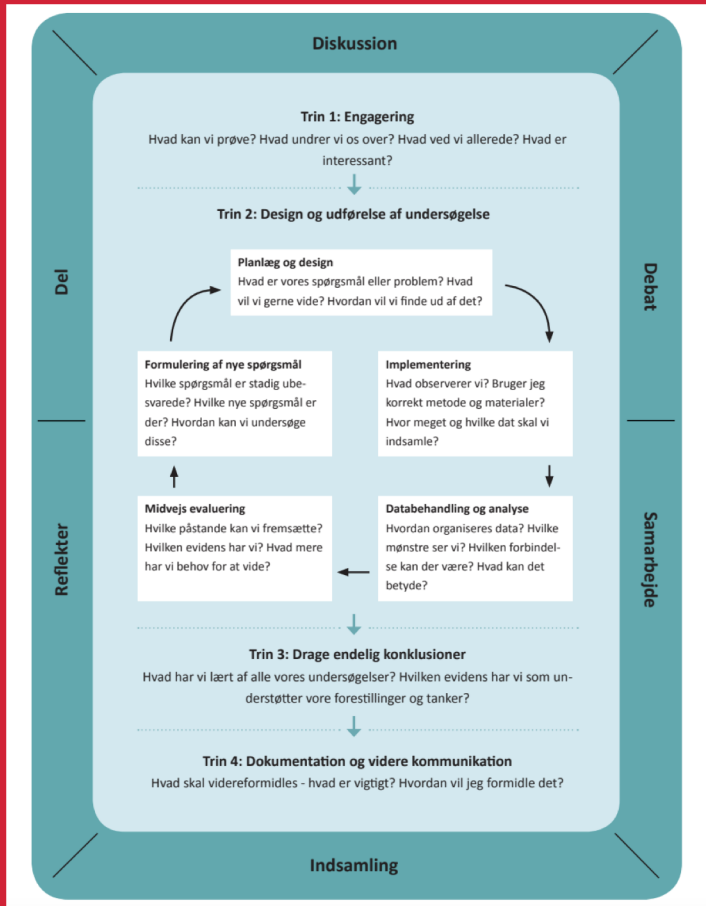 Diskussion
Trin 1: Engagering
Hvad kan vi prøve? Hvad undrer vi os over? Hvad ved vi allerede? Hvad er
interessant?
Trin 2: Design og udførelse af undersøgelse
Del
Debat
Planlæg og design
Hvad er vores spørgsmål eller problem? Hvad
vil vi gerne vide? Hvordan vil vi finde ud af det?
Formulering af nye spørgsmål
Hvilke spørgsmål er stadig ube-
svarede? Hvilke nye spørgsmål er
der? Hvordan kan vi undersøge
disse?
Implementering
Hvad observerer vi? Bruger jeg
korrekt metode og materialer?
Hvor meget og hvilke dat skal vi
indsamle?
Reflekter
Samarbejde
Midvejs evaluering
Hvilke påstande kan vi fremsætte?
Hvilken evidens har vi? Hvad mere
har vi behov for at vide?
Databehandling og analyse
Hvordan organiseres data? Hvilke
mønstre ser vi? Hvilken forbindel-
se kan der være? Hvad kan det
betyde?
Trin 3: Drage endelig konklusioner
Hvad har vi lært af alle vores undersøgelser? Hvilken evidens har vi som un-
derstøtter vore forestillinger og tanker?
Trin 4: Dokumentation og videre kommunikation
Hvad skal videreformidles - hvad er vigtigt? Hvordan vil jeg formidle det?
Indsamling